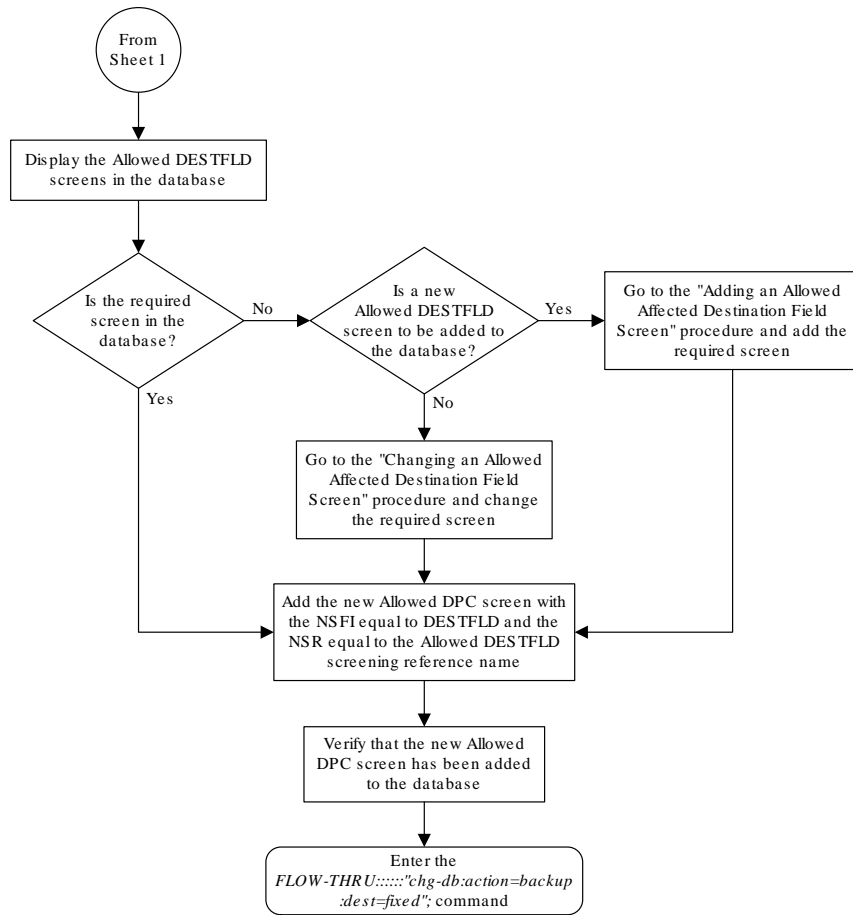 From
Sheet 1
Display the Allowed DESTFLD
screens in the database
Is the required
screen in the
database?
No
Yes
Is a new
Allowed DESTFLD
screen to be added to
the database?
Yes
No
Go to the "Adding an Allowed
Affected Destination Field
Screen" procedure and add the
required screen
Go to the "Changing an Allowed
Affected Destination Field
Screen" procedure and change
the required screen
Add the new Allowed DPC screen with
the NSFI equal to DESTFLD and the
NSR equal to the Allowed DESTFLD
screening reference name
Verify that the new Allowed
DPC screen has been added
to the database
Enter the
FLOW-THRU::::::"chg-db:action=backup
:dest=fixed"; command